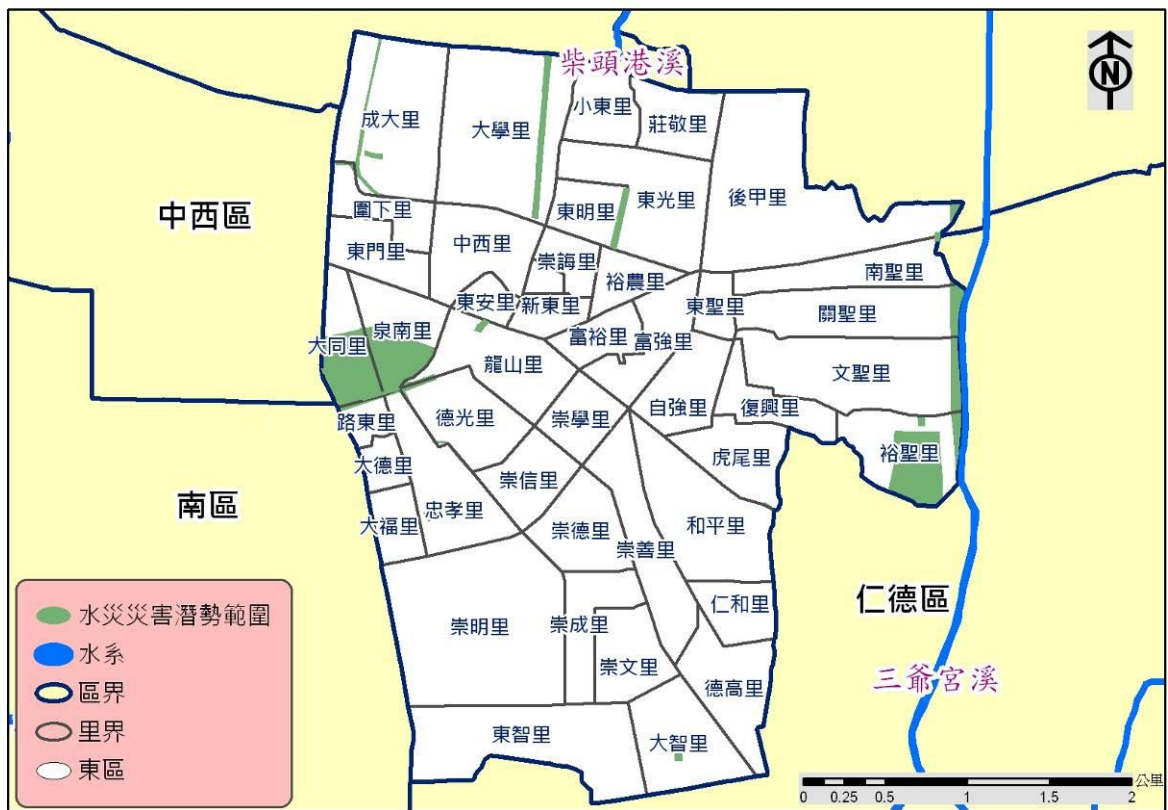 柴頭港溪
N
小東里
成大里
大學里
莊敬里
中西區
圍下里
東明里
東光里
後甲里
東門里
中西里
崇誨里
裕農里
南聖里
東安里
新東里
東聖里
關聖里
大同里
泉南里
富裕里
富強里
龍山里
文聖里
路東里
德光里
崇學里
自強里
復興里
裕聖里
大德里
崇信里
虎尾里
南區
大福里
忠孝里
崇德里
崇善里
和平里
仁德區
仁和里
崇明里
崇成里
崇文里
德高里
三爺宮溪
東智里
大智里
水災災害潛勢範圍
水系
區界
里界
東區
公里
0 0.25 0.5 1 1.5 2